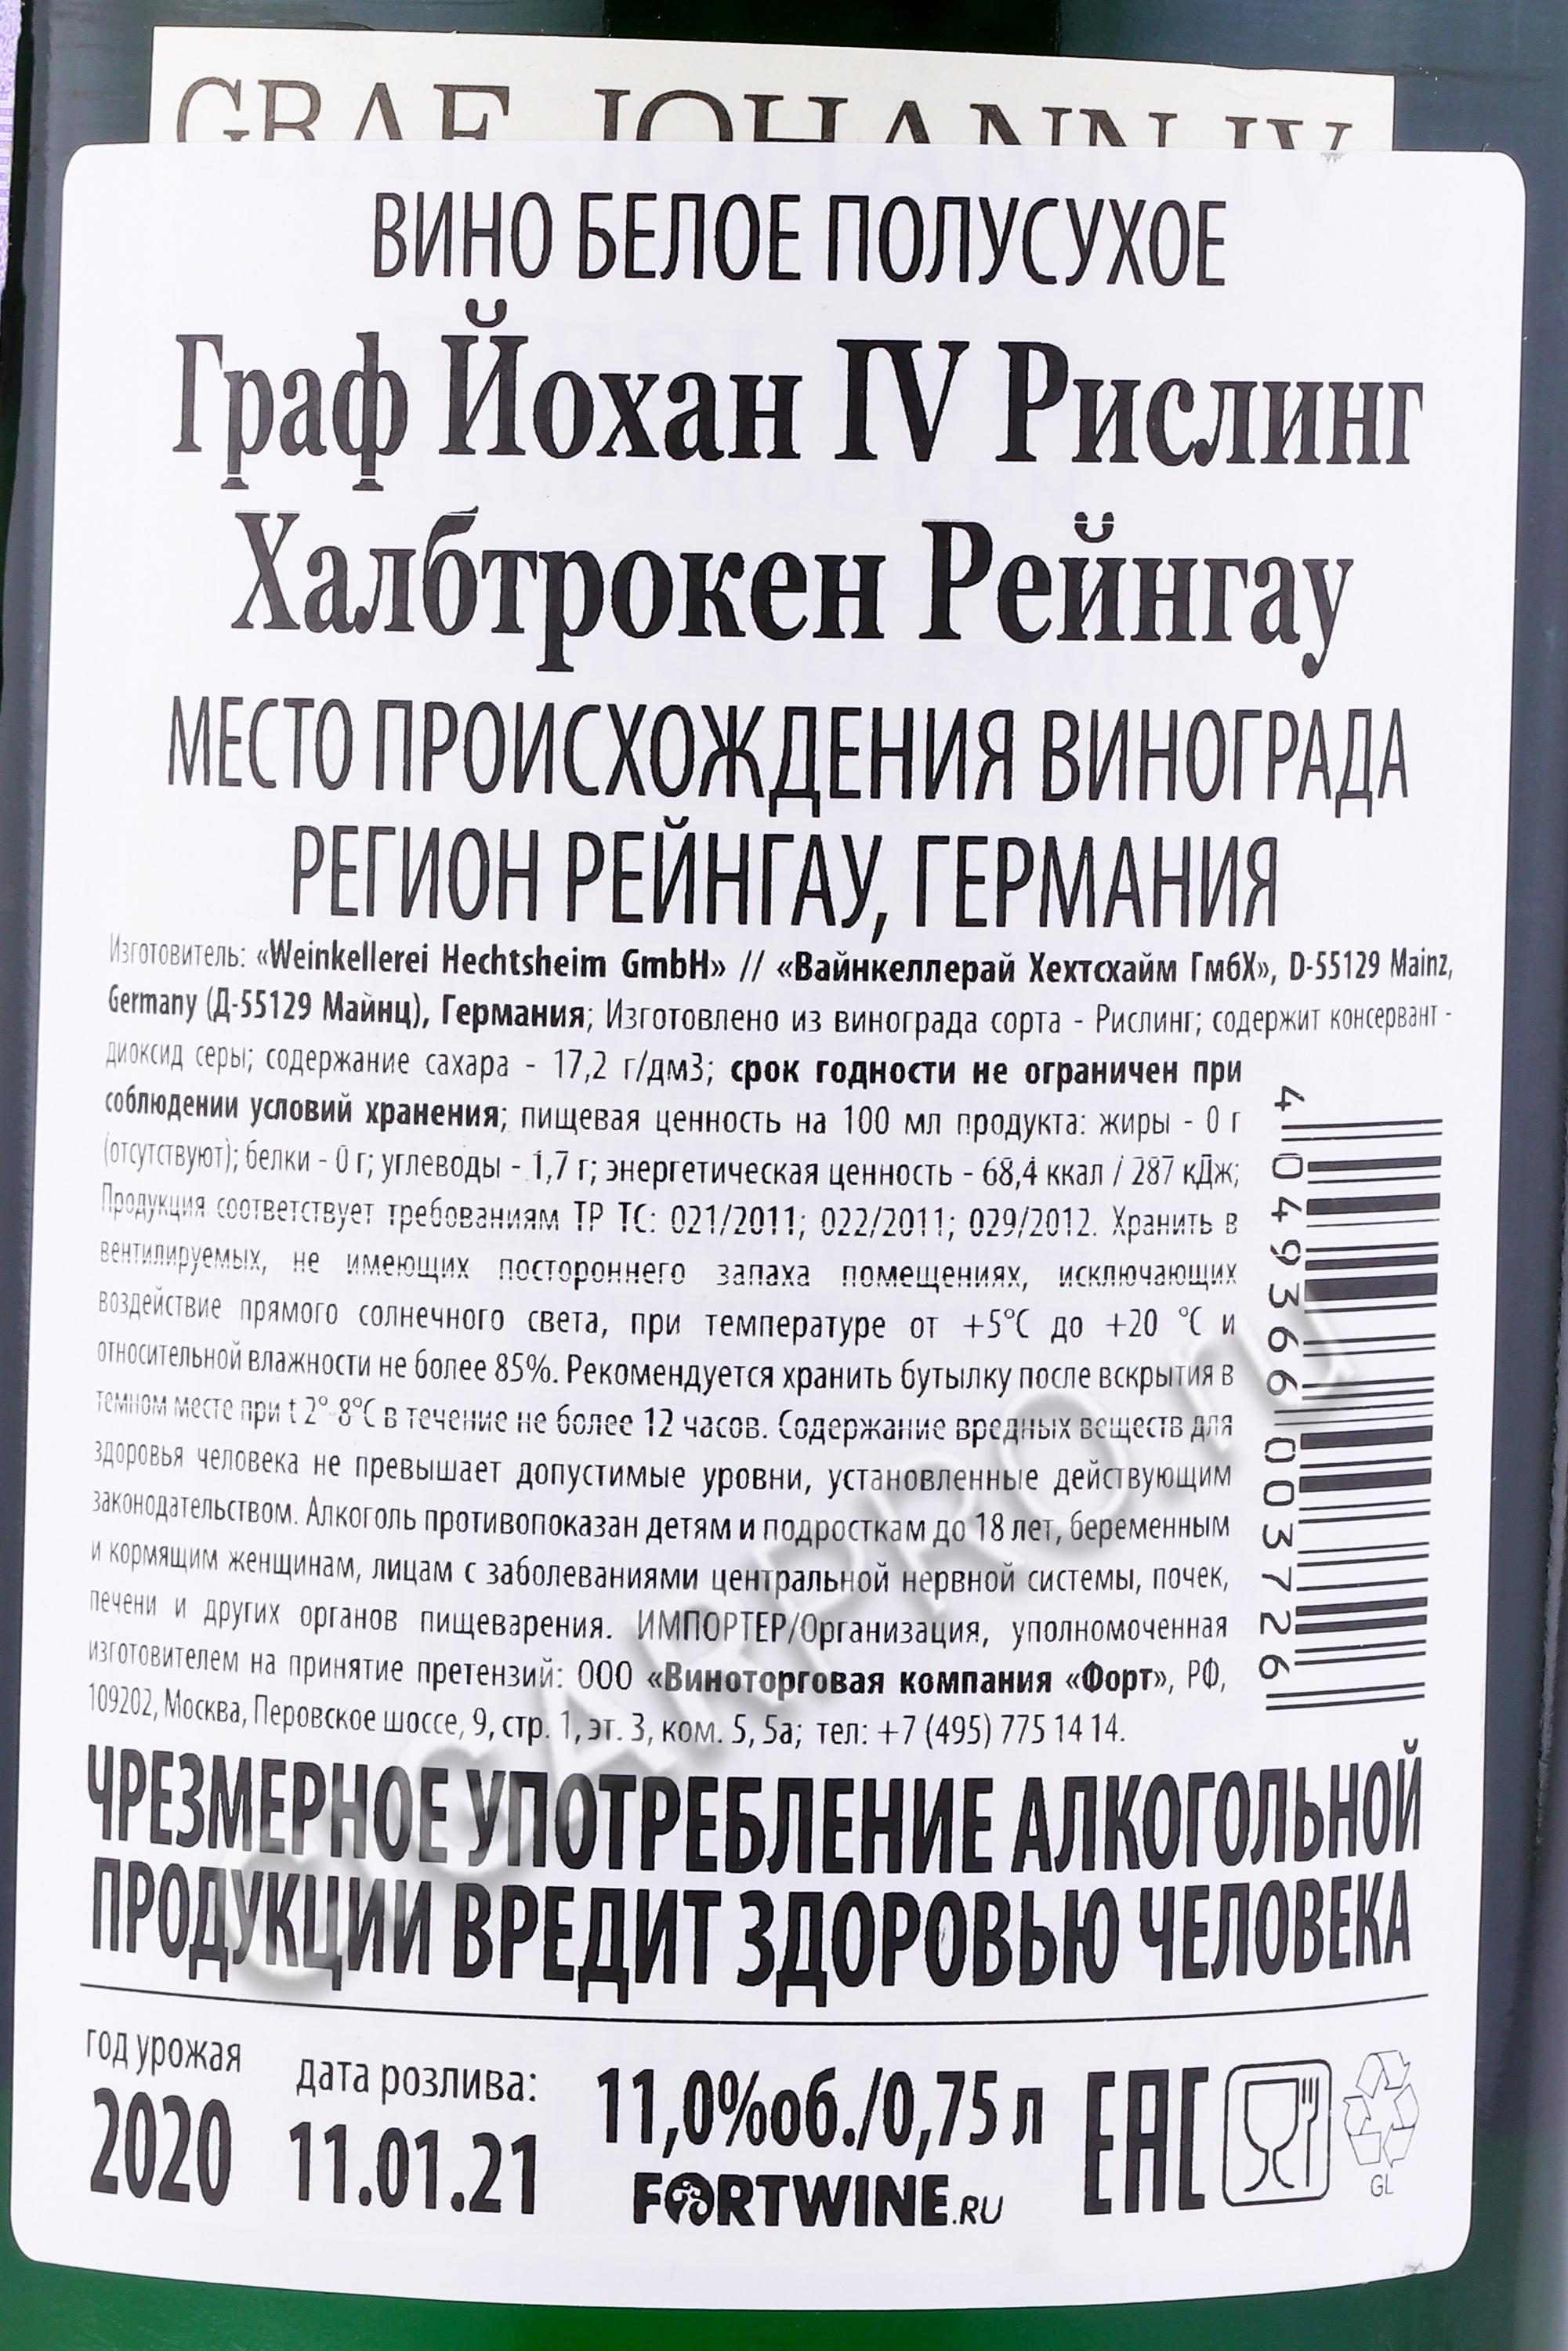 GRAF JOHANN IV
ВИНО БЕЛОЕ ПОЛУСУХОЕ
Граф Йохан IV Рислинг
Халбтрокен Рейнгау
МЕСТО ПРОИСХОЖДЕНИЯ ВИНОГРАДА
РЕГИОН РЕЙНГАУ, ГЕРМАНИЯ
Изготовитель: «Weinkellerei Hechtsheim GmbH» // «Вайнкеллерай Хехтсхайм ГмбХ», D-55129 Mainz,
Germany (Д-55129 Майнц), Германия; Изготовлено из винограда сорта - Рислинг; содержит консервант -
диоксид серы; содержание сахара - 17,2 г/дм3; срок годности не ограничен при
соблюдении условий хранения; пищевая ценность на 100 мл продукта: жиры - 0 г
(отсутствуют); белки - 0 г; углеводы - 1,7 г; энергетическая ценность - 68,4 ккал / 287 кДж;
Продукция соответствует требованиям ТР ТС: 021/2011; 022/2011; 029/2012. Хранить в
вентилируемых, не имеющих постороннего запаха помещениях, исключающих
воздействие прямого солнечного света, при температуре от +5°С до +20 °С и
относительной влажности не более 85%. Рекомендуется хранить бутылку после вскрытия в
темном месте при t 2°-8°С в течение не более 12 часов. Содержание вредных веществ для
здоровья человека не превышает допустимые уровни, установленные действующим
законодательством. Алкоголь противопоказан детям и подросткам до 18 лет, беременным
и кормящим женщинам, лицам с заболеваниями центральной нервной системы, почек,
печени и других органов пищеварения. ИМПОРТЕР/Организация, уполномоченная
изготовителем на принятие претензий: ООО «Виноторговая компания «Форт», РФ,
109202, Москва, Перовское шоссе, 9, стр. 1, эт. 3, ком. 5, 5а; тел: +7 (495) 775 14 14.
4 049366 003726
ЧРЕЗМЕРНОЕ УПОТРЕБЛЕНИЕ АЛКОГОЛЬНОЙ
ПРОДУКЦИИ ВРЕДИТ ЗДОРОВЬЮ ЧЕЛОВЕКА
год урожая
2020
дата розлива:
11.01.21
11,0%об./0,75 л
FORTWINE.RU
EAC
GL
CIGARPRO.ru